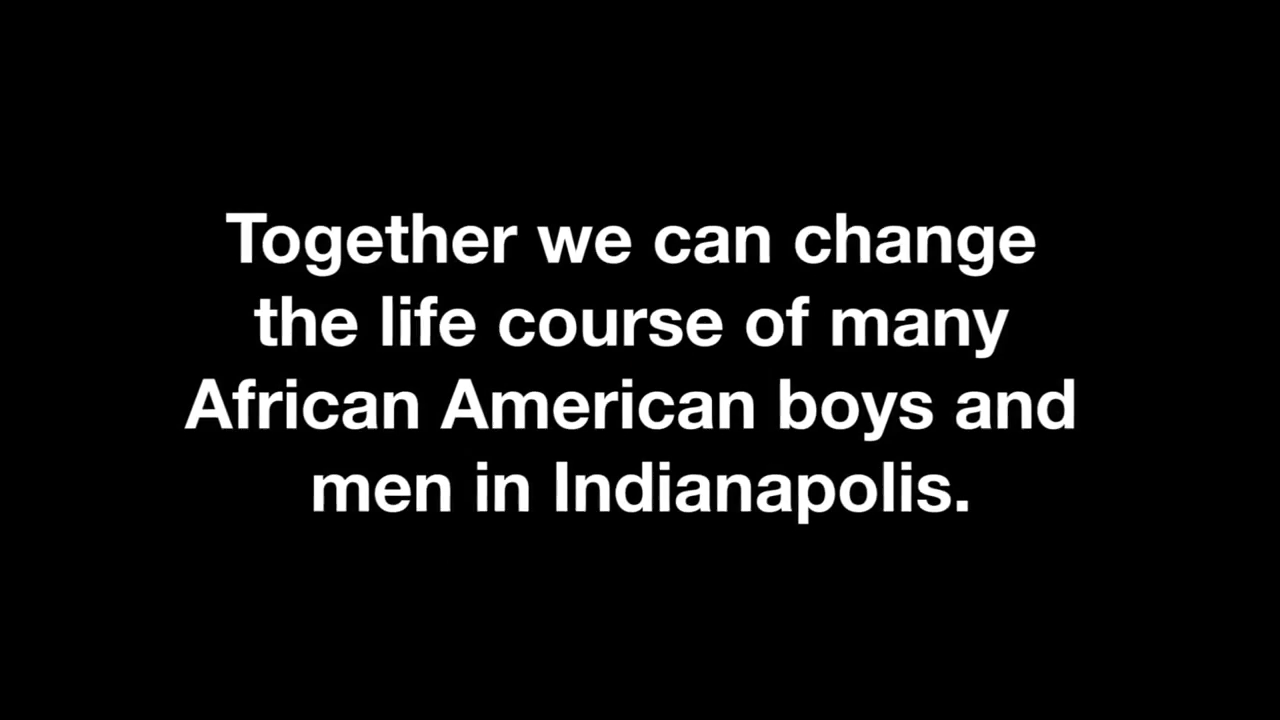 Together we can change
the life course of many
African American boys and
men in Indianapolis.